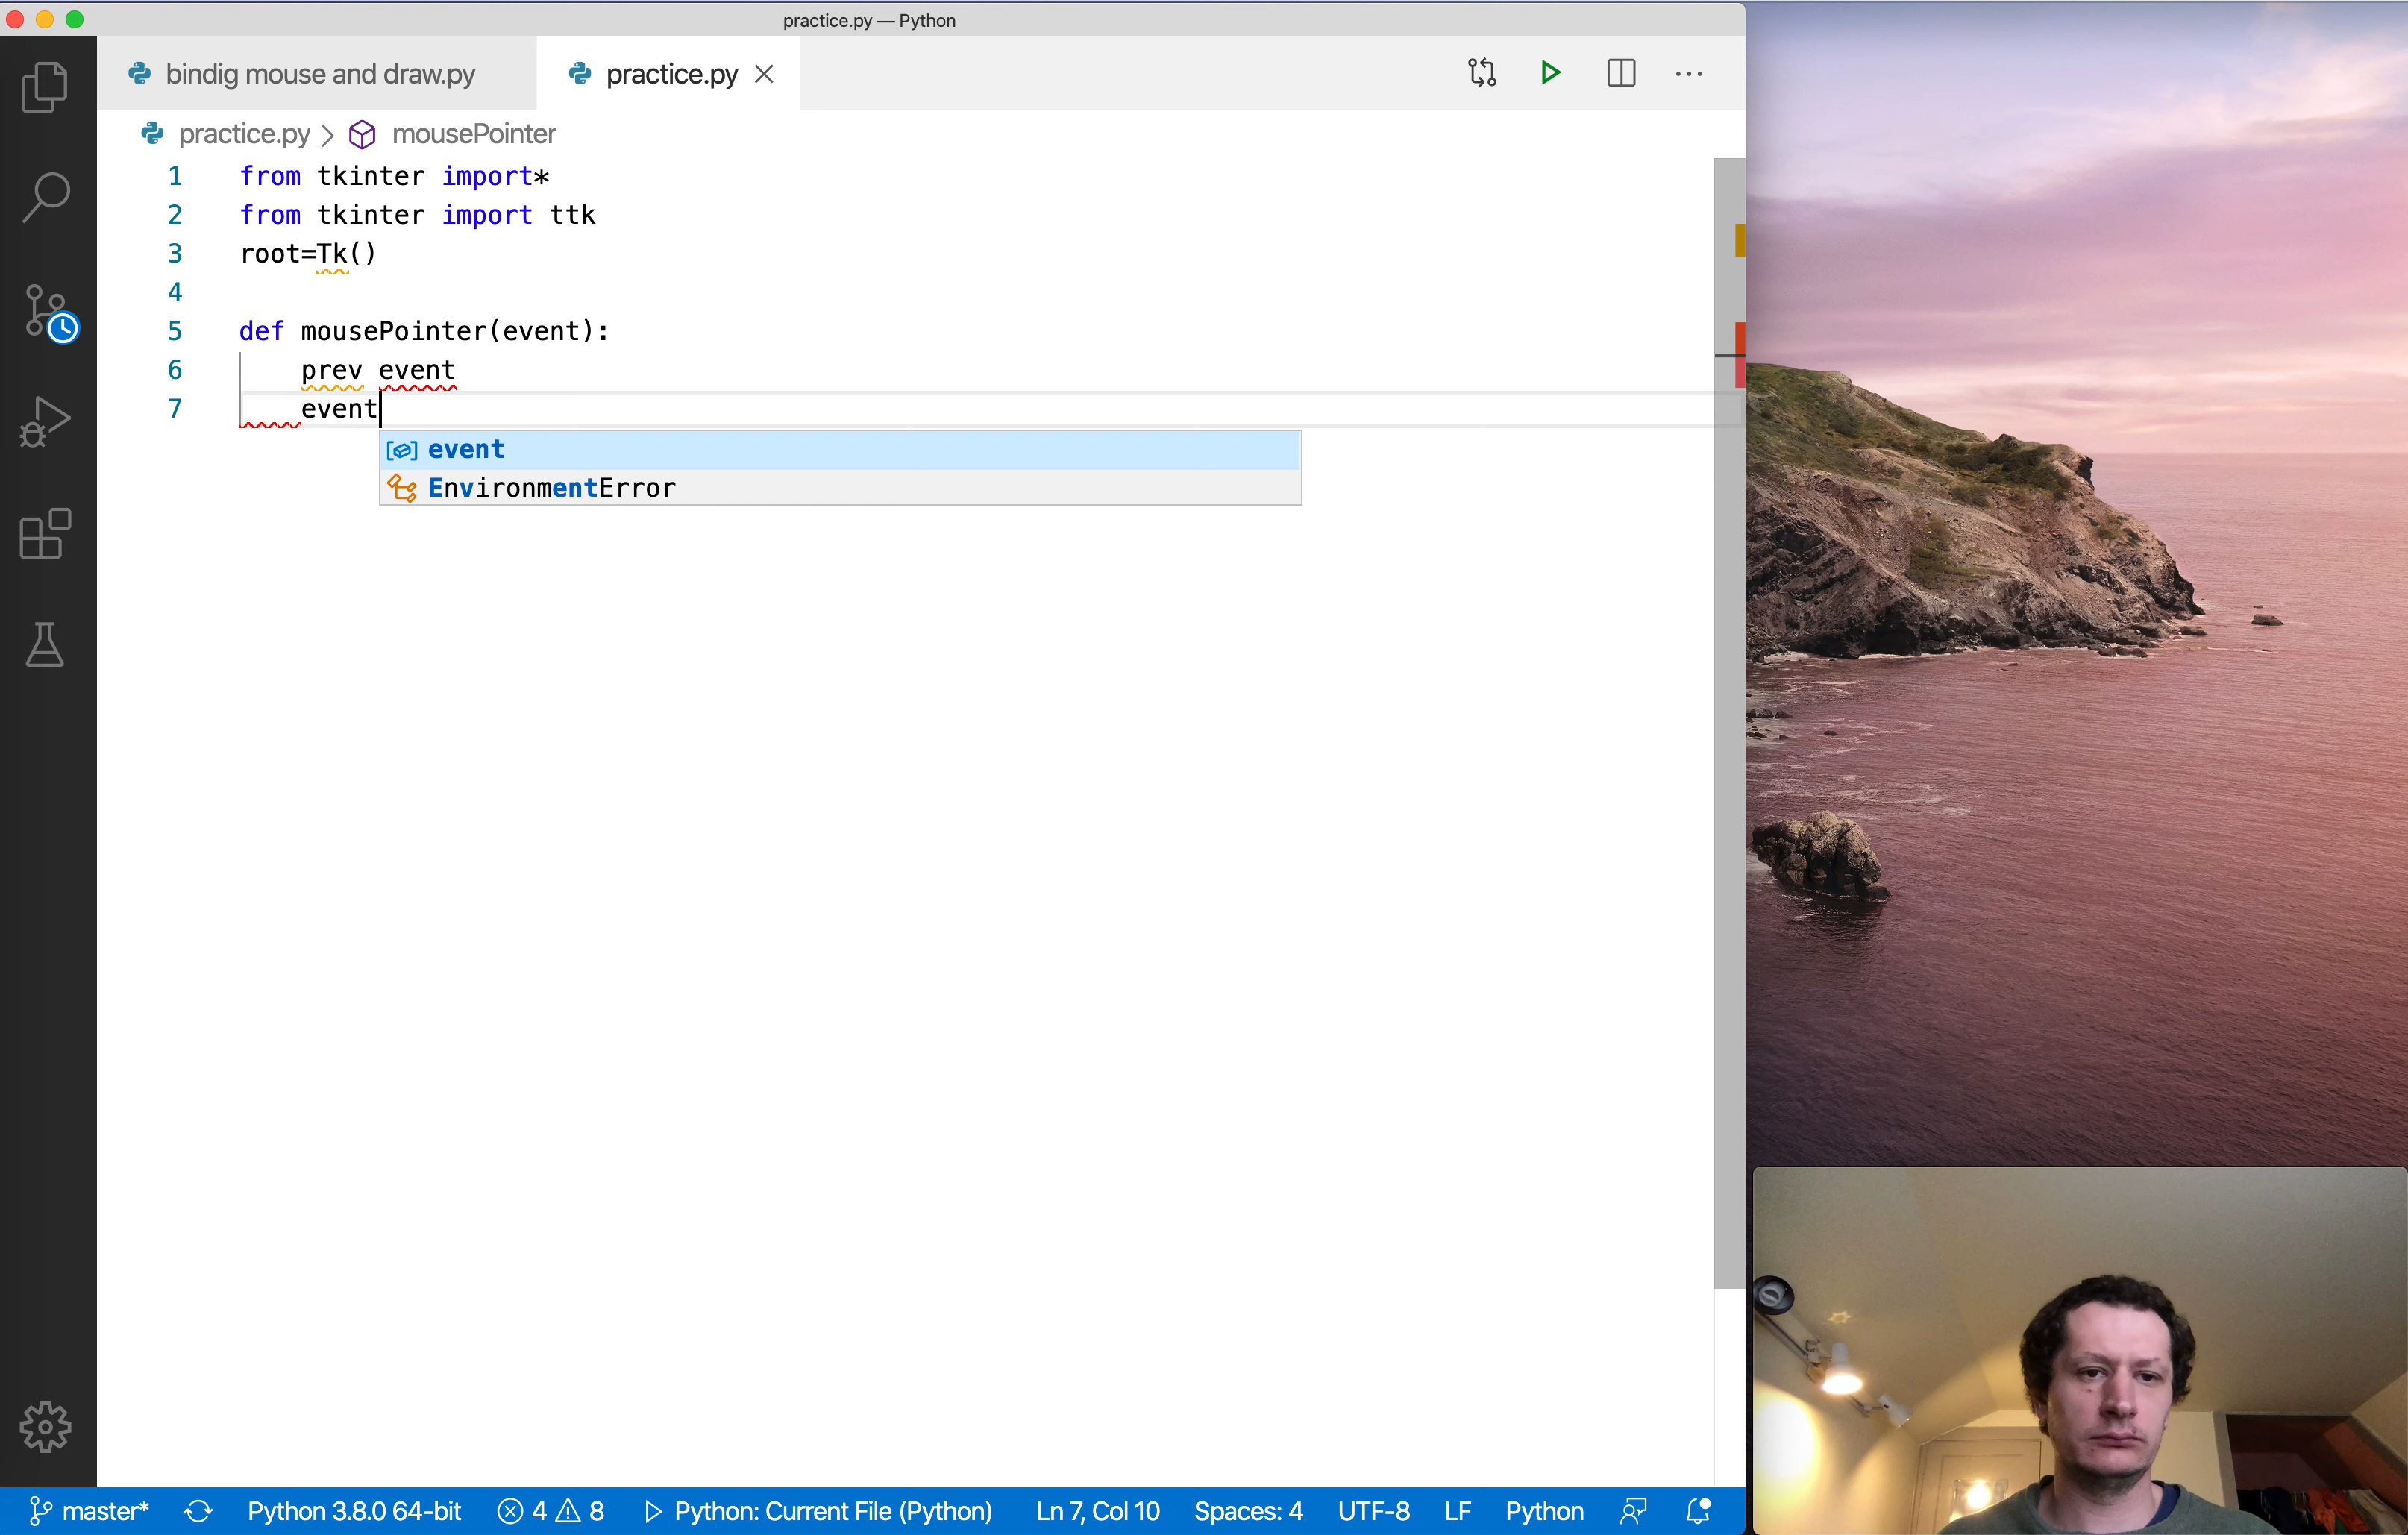 practice.py — Python
bindig mouse and draw.py
practice.py
practice.py > mousePointer
1 from tkinter import*
2 from tkinter import ttk
3 root=Tk()
4
5 def mousePointer(event):
6 prev event
7 event
event
EnvironmentError
master* Python 3.8.0 64-bit 4 8 Python: Current File (Python) Ln 7, Col 10 Spaces: 4 UTF-8 LF Python